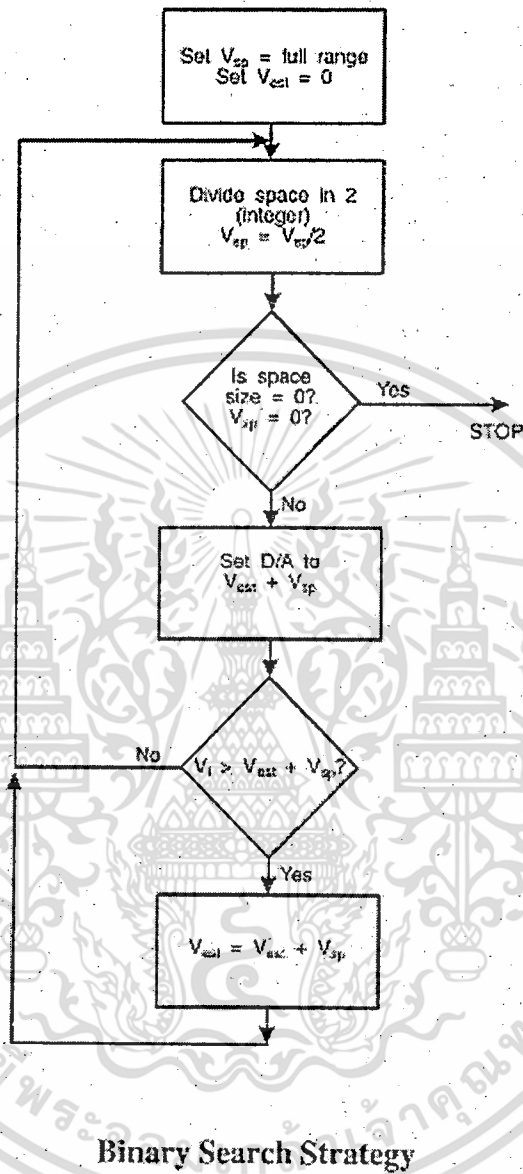 Set V_sp = full range
Set V_est = 0
Divide space in 2
(integer)
V_sp = V_sp/2
Is space
size = 0?
V_sp = 0?
Yes
STOP
No
Set D/A to
V_est + V_sp
No
V_i > V_est + V_sp?
Yes
V_est = V_est + V_sp
Binary Search Strategy